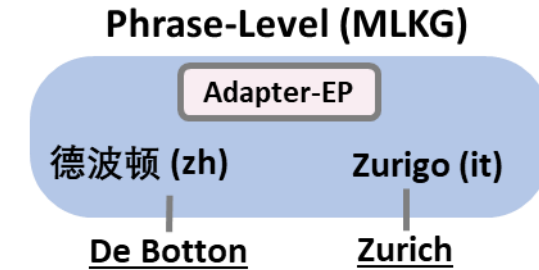 Phrase-Level (MLKG)
Adapter-EP
德波顿 (zh) Zurigo (it)
De Botton Zurich